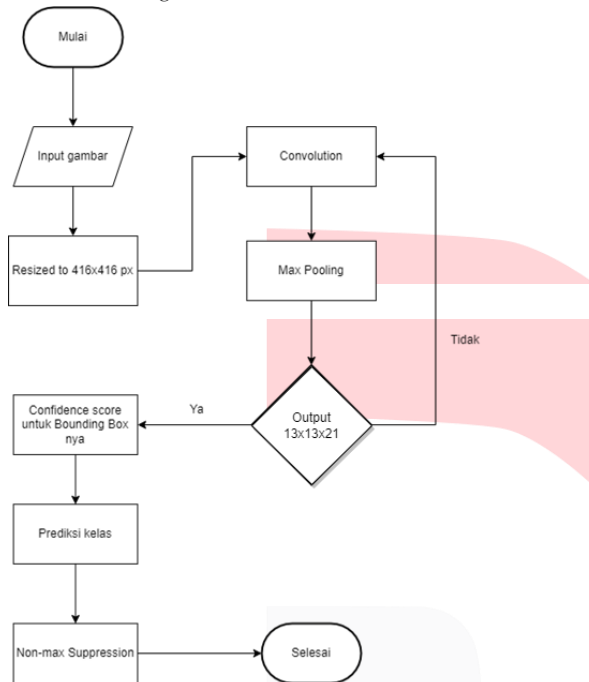 Mulai
Input gambar
Resized to 416x416 px
Convolution
Max Pooling
Output
13x13x21
Tidak
Ya
Confidence score
untuk Bounding Box
nya
Prediksi kelas
Non-max Suppression
Selesai